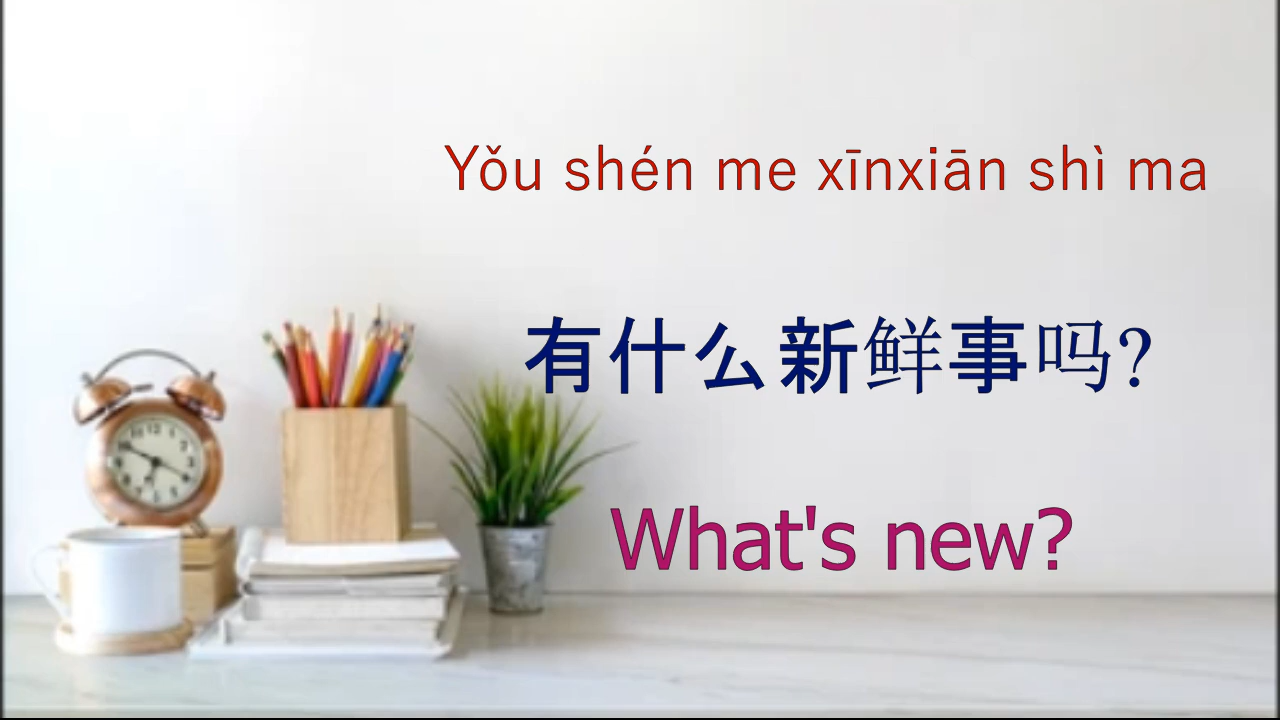 Yǒu shén me xīnxiān shì ma
有什么新鲜事吗?
What's new?